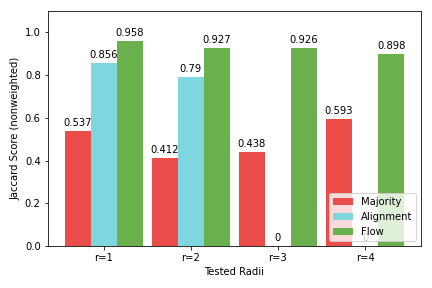 1.0
0.8
0.6
0.4
0.2
0.0
Jaccard Score (nonweighted)
0.537
0.856
0.958
0.412
0.79
0.927
0.438
0
0.926
0.593
0
0.898
Majority
Alignment
Flow
r=1
r=2
r=3
r=4
Tested Radii